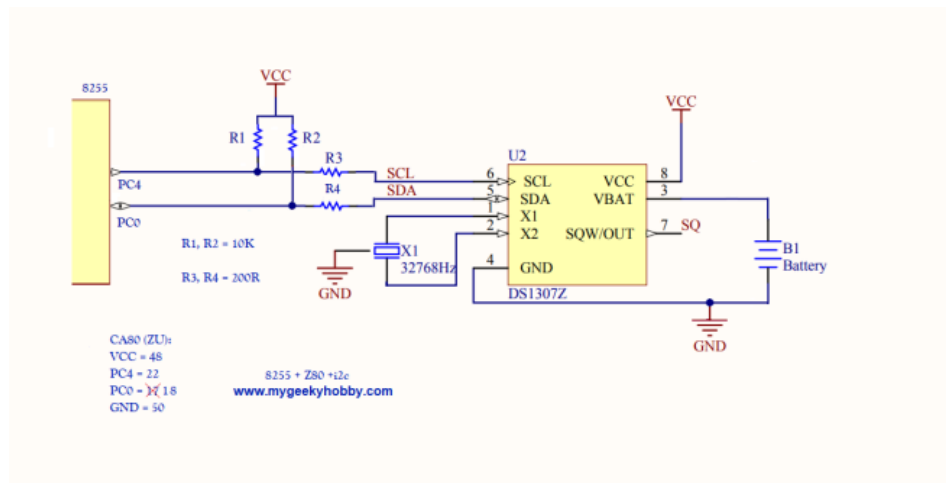 8255
VCC
VCC
R1
R2
R3
R4
PC4
PC0
SCL
SDA
U2
6
5
1
2
4
SCL
SDA
X1
X2
GND
VCC
VBAT
SQW/OUT
8
3
7
SQ
DS1307Z
X1
32768Hz
GND
B1
Battery
GND
R1, R2 = 10K
R3, R4 = 200R
CA80 (ZU):
VCC = 48
PC4 = 22
PC0 = 17 18
GND = 50
8255 + Z80 +i2c
www.mygeekyhobby.com